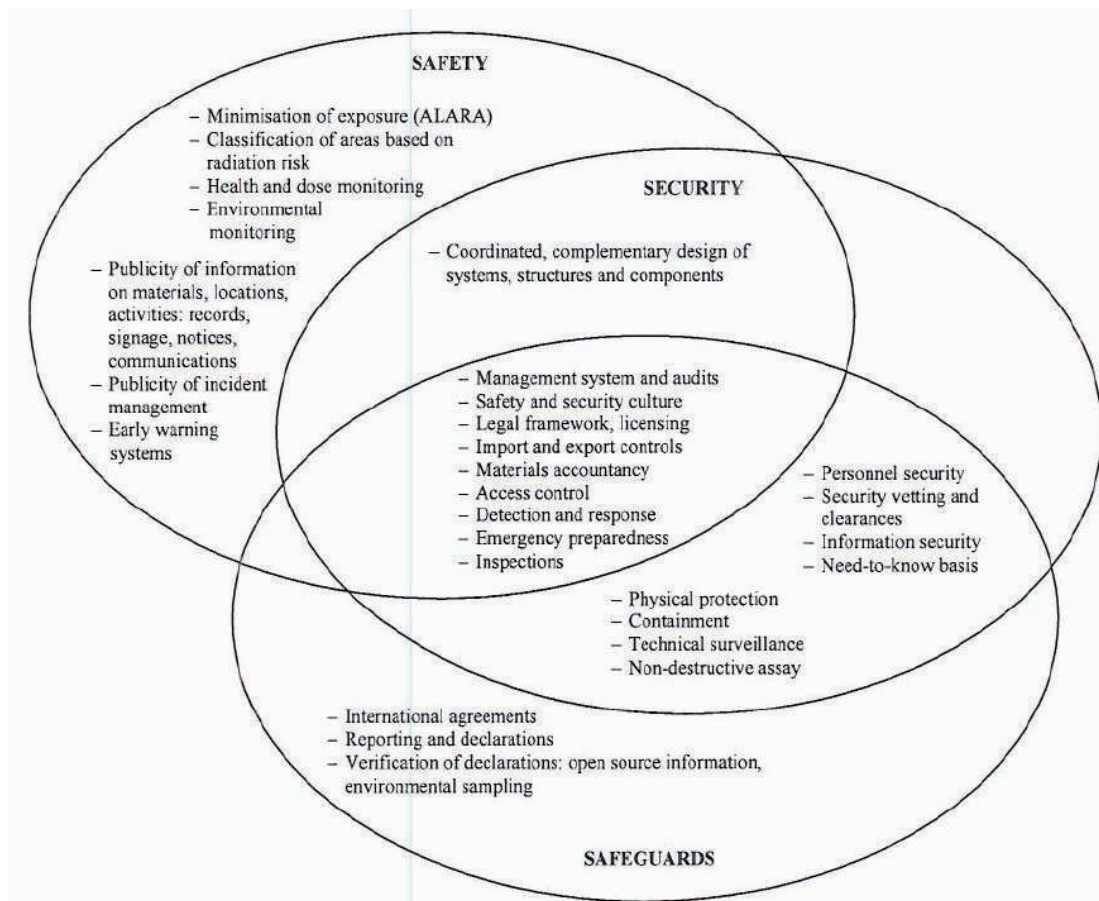 SAFETY
– Minimisation of exposure (ALARA)
– Classification of areas based on
radiation risk
– Health and dose monitoring
– Environmental
monitoring
– Publicity of information
on materials, locations,
activities: records,
signage, notices,
communications
– Publicity of incident
management
– Early warning
systems
SECURITY
– Coordinated, complementary design of
systems, structures and components
– Management system and audits
– Safety and security culture
– Legal framework, licensing
– Import and export controls
– Materials accountancy
– Access control
– Detection and response
– Emergency preparedness
– Inspections
– Personnel security
– Security vetting and
clearances
– Information security
– Need-to-know basis
– Physical protection
– Containment
– Technical surveillance
– Non-destructive assay
– International agreements
– Reporting and declarations
– Verification of declarations: open source information,
environmental sampling
SAFEGUARDS